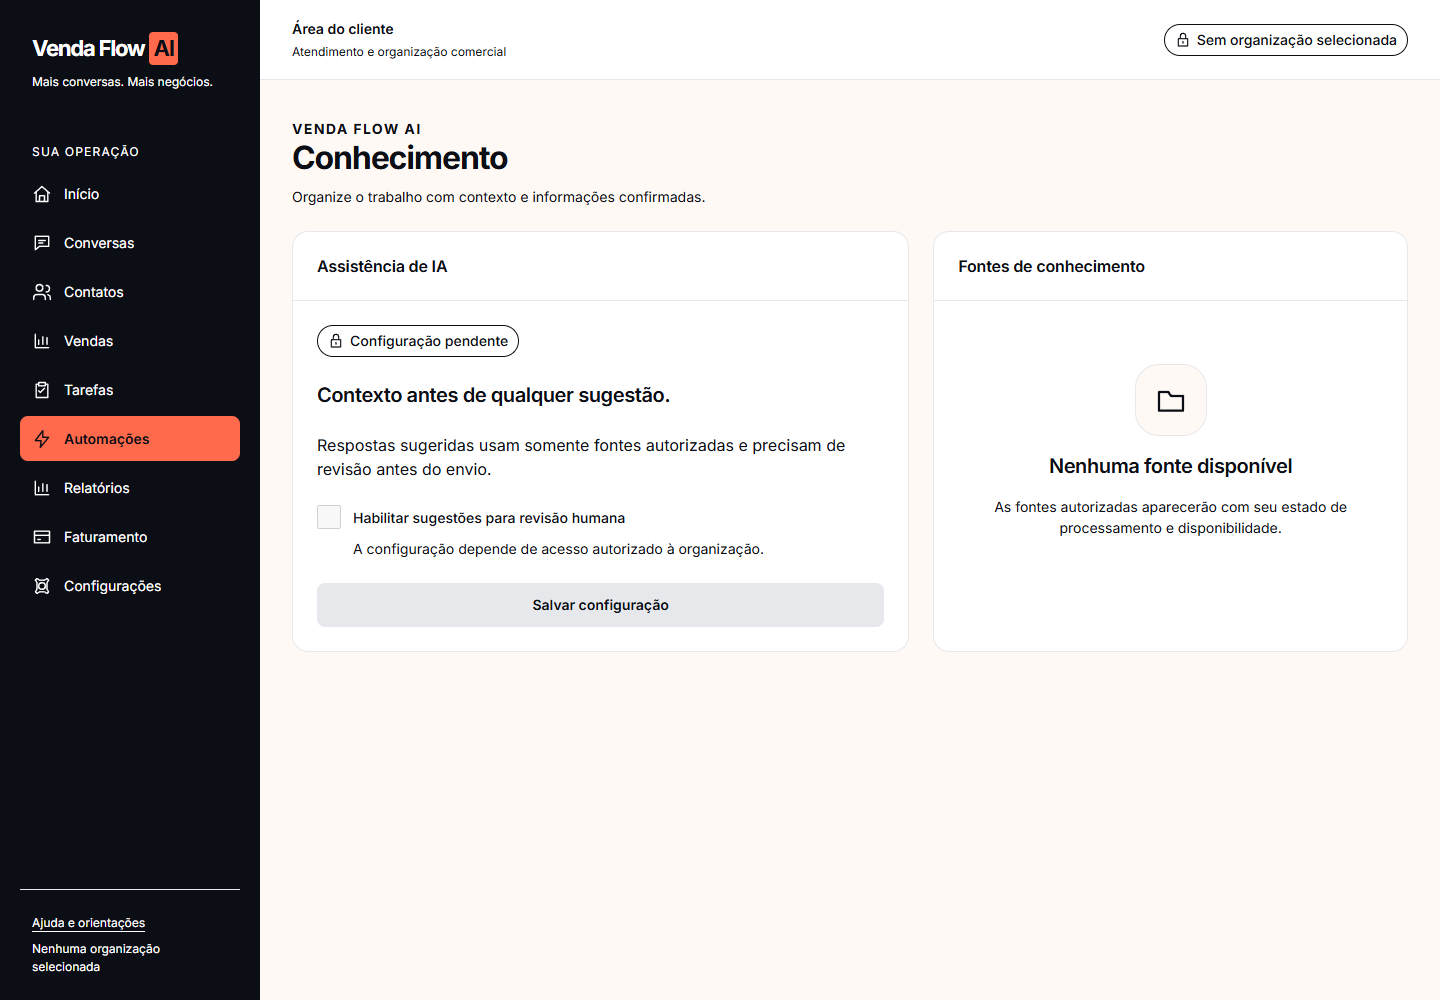 Venda Flow AI
Mais conversas. Mais negócios.
SUA OPERAÇÃO
Início
Conversas
Contatos
Vendas
Tarefas
Automações
Relatórios
Faturamento
Configurações
Ajuda e orientações
Nenhuma organização
selecionada
Área do cliente
Atendimento e organização comercial
Sem organização selecionada
VENDA FLOW AI
Conhecimento
Organize o trabalho com contexto e informações confirmadas.
Assistência de IA
Configuração pendente
Contexto antes de qualquer sugestão.
Respostas sugeridas usam somente fontes autorizadas e precisam de
revisão antes do envio.
Habilitar sugestões para revisão humana
A configuração depende de acesso autorizado à organização.
Salvar configuração
Fontes de conhecimento
Nenhuma fonte disponível
As fontes autorizadas aparecerão com seu estado de
processamento e disponibilidade.